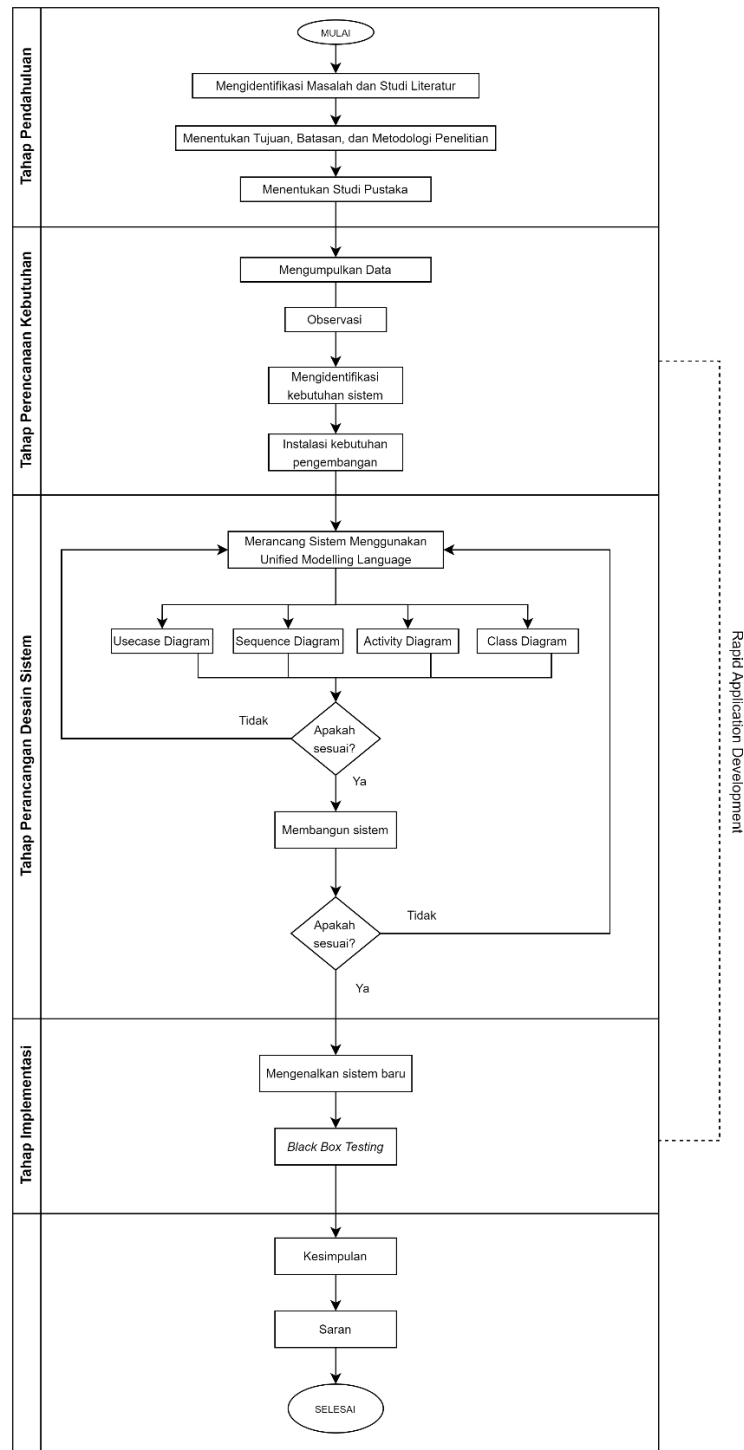 MULAI
Tahap Pendahuluan
Mengidentifikasi Masalah dan Studi Literatur
Menentukan Tujuan, Batasan, dan Metodologi Penelitian
Menentukan Studi Pustaka
Tahap Perencanaan Kebutuhan
Mengumpulkan Data
Observasi
Mengidentifikasi
kebutuhan sistem
Instalasi kebutuhan
pengembangan
Tahap Perancangan Desain Sistem
Merancang Sistem Menggunakan
Unified Modelling Language
Usecase Diagram
Sequence Diagram
Activity Diagram
Class Diagram
Tidak
Apakah
sesuai?
Ya
Membangun sistem
Apakah
sesuai?
Tidak
Ya
Rapid Application Development
Tahap Implementasi
Mengenalkan sistem baru
Black Box Testing
Kesimpulan
Saran
SELESAI